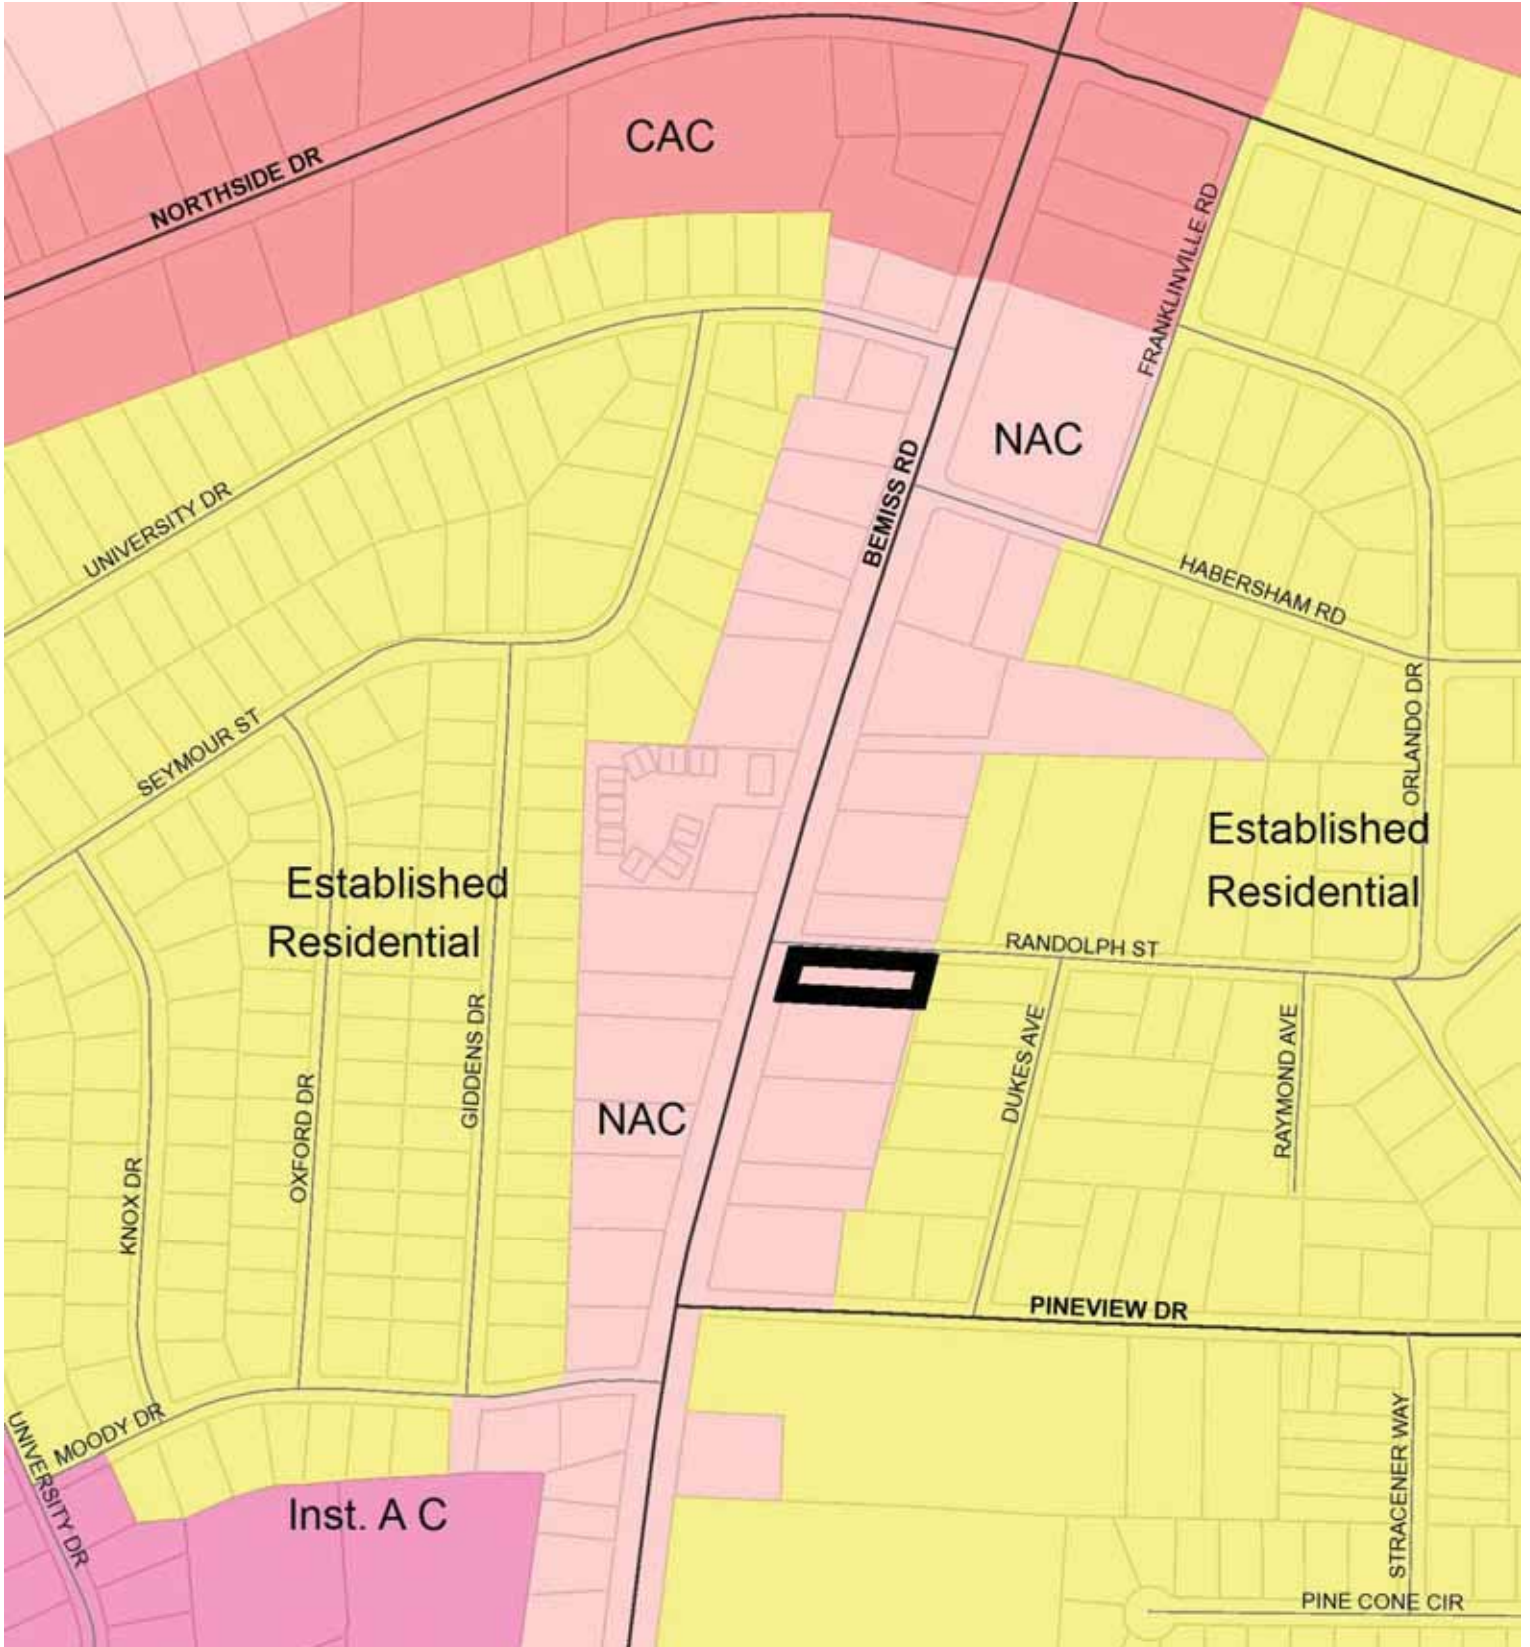 CAC
NORTHSIDE DR
FRANKLINVILLE RD
NAC
BEMISS RD
UNIVERSITY DR
HABERSHAM RD
ORLANDO DR
SEYMOUR ST
Established
Residential
Established
Residential
RANDOLPH ST
GIDDENS DR
DUKES AVE
RAYMOND AVE
OXFORD DR
NAC
KNOX DR
PINEVIEW DR
MOODY DR
UNIVERSITY DR
STRACENER WAY
Inst. A C
PINE CONE CIR